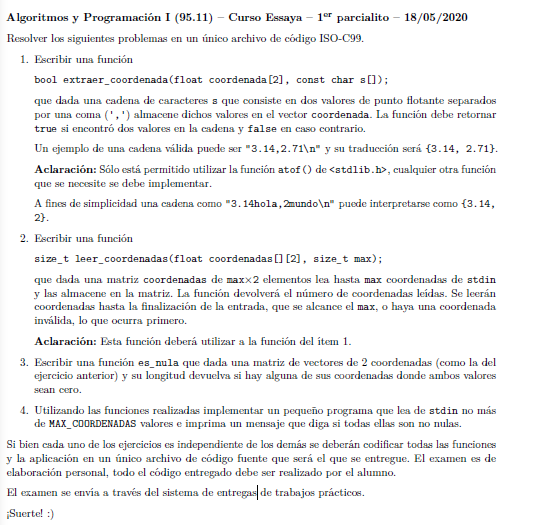 Algoritmos y Programación I (95.11) – Curso Essaya – 1er parcialito – 18/05/2020
Resolver los siguientes problemas en un único archivo de código ISO-C99.
1. Escribir una función
bool extraer_coordenada(float coordenada[2], const char s[]);
que dada una cadena de caracteres s que consiste en dos valores de punto flotante separados
por una coma (',') almacene dichos valores en el vector coordenada. La función debe retornar
true si encontró dos valores en la cadena y false en caso contrario.
Un ejemplo de una cadena válida puede ser "3.14,2.71\n" y su traducción será {3.14, 2.71}.
Aclaración: Sólo está permitido utilizar la función atof() de <stdlib.h>, cualquier otra función
que se necesite se debe implementar.
A fines de simplicidad una cadena como "3.14hola,2mundo\n" puede interpretarse como {3.14,
2}.
2. Escribir una función
size_t leer_coordenadas(float coordenadas[][2], size_t max);
que dada una matriz coordenadas de max×2 elementos lea hasta max coordenadas de stdin
y las almacene en la matriz. La función devolverá el número de coordenadas leídas. Se leerán
coordenadas hasta la finalización de la entrada, que se alcance el max, o haya una coordenada
inválida, lo que ocurra primero.
Aclaración: Esta función deberá utilizar a la función del ítem 1.
3. Escribir una función es_nula que dada una matriz de vectores de 2 coordenadas (como la del
ejercicio anterior) y su longitud devuelva si hay alguna de sus coordenadas donde ambos valores
sean cero.
4. Utilizando las funciones realizadas implementar un pequeño programa que lea de stdin no más
de MAX_COORDENADAS valores e imprima un mensaje que diga si todas ellas son no nulas.
Si bien cada uno de los ejercicios es independiente de los demás se deberán codificar todas las funciones
y la aplicación en un único archivo de código fuente que será el que se entregue. El examen es de
elaboración personal, todo el código entregado debe ser realizado por el alumno.
El examen se envía a través del sistema de entregas de trabajos prácticos.
¡Suerte! :)